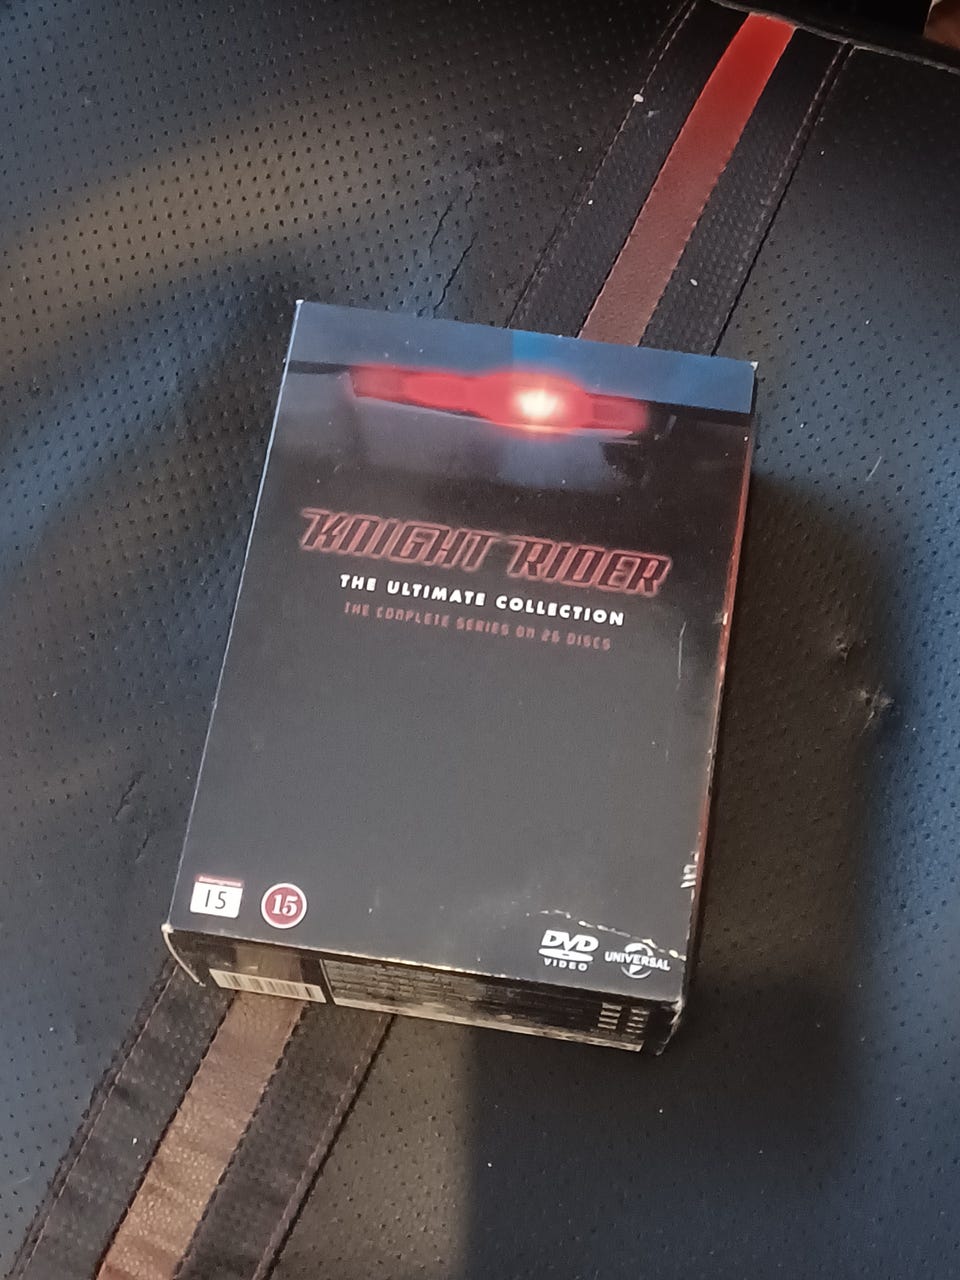 KNIGHT RIDER
THE ULTIMATE COLLECTION
THE COMPLETE SERIES ON 26 DISCS
15
15
DVD
VIDEO
UNIVERSAL